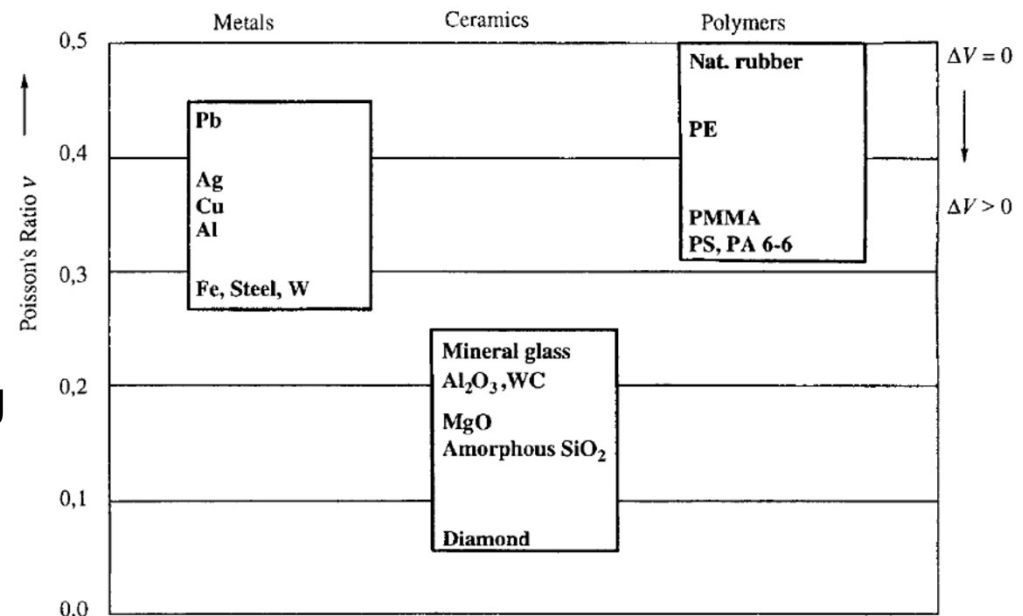 Metals Ceramics Polymers
0,5
0,4
0,3
0,2
0,1
0,0
Poisson's Ratio ν
Pb
Ag
Cu
Al
Fe, Steel, W
Mineral glass
Al₂O₃,WC
MgO
Amorphous SiO₂
Diamond
Nat. rubber
PE
PMMA
PS, PA 6-6
ΔV = 0
ΔV > 0